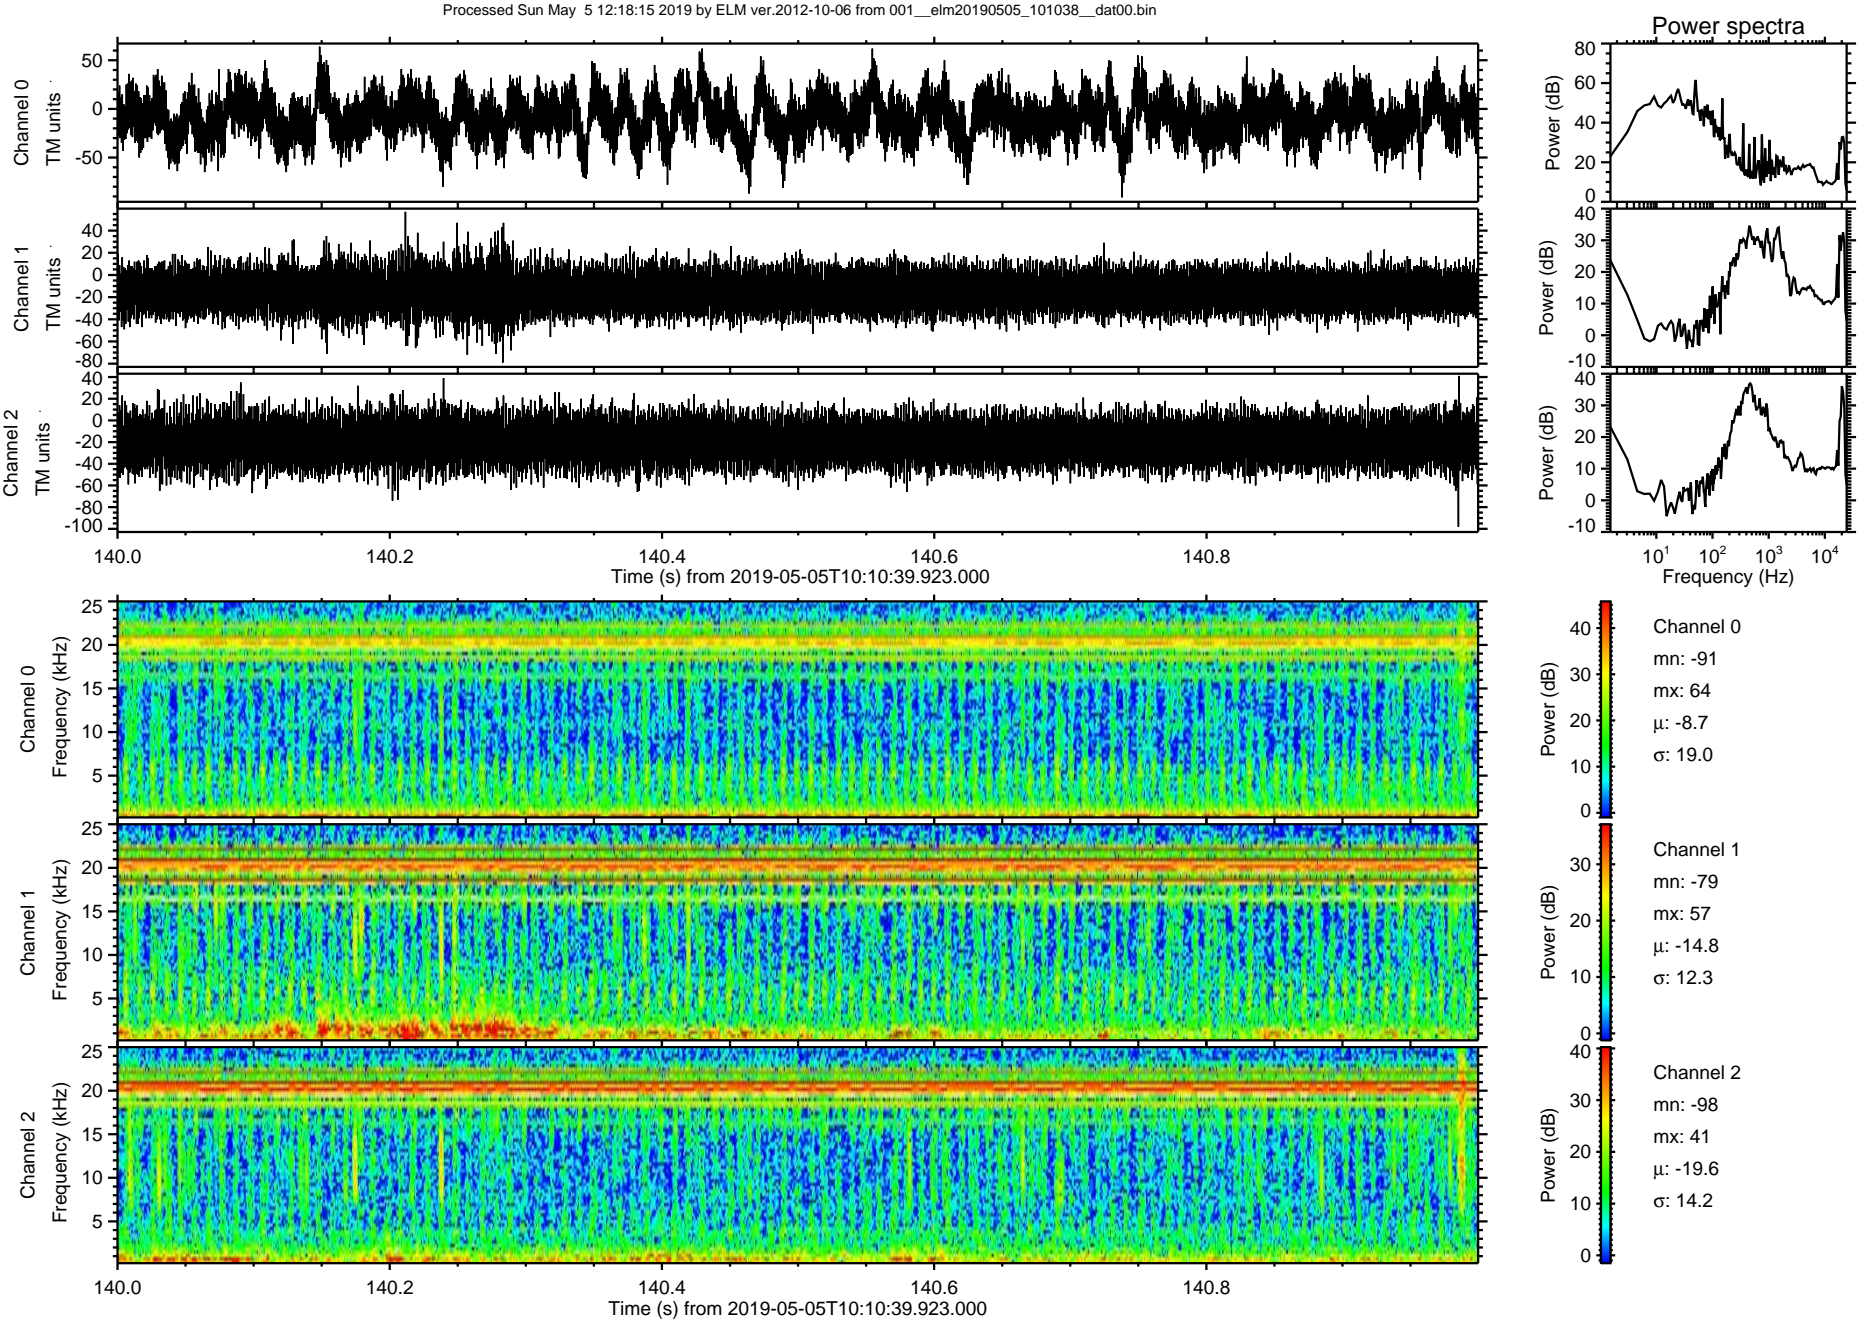 Processed Sun May 5 12:18:15 2019 by ELM ver.2012-10-06 from 001__elm20190505_101038__dat00.bin
Power spectra
Channel 0
TM units
50
0
-50
Power (dB)
80
60
40
20
0
Channel 1
TM units
40
20
0
-20
-40
-60
-80
Power (dB)
40
30
20
10
0
-10
Channel 2
TM units
40
20
0
-20
-40
-60
-80
-100
Power (dB)
40
30
20
10
0
-10
140.0 140.2 140.4 140.6 140.8
Time (s) from 2019-05-05T10:10:39.923.000
10^1 10^2 10^3 10^4
Frequency (Hz)
Channel 0
Frequency (kHz)
25
20
15
10
5
Power (dB)
40
30
20
10
0
Channel 0
mn: -91
mx: 64
μ: -8.7
σ: 19.0
Channel 1
Frequency (kHz)
25
20
15
10
5
Power (dB)
30
20
10
0
Channel 1
mn: -79
mx: 57
μ: -14.8
σ: 12.3
Channel 2
Frequency (kHz)
25
20
15
10
5
Power (dB)
40
30
20
10
0
Channel 2
mn: -98
mx: 41
μ: -19.6
σ: 14.2
140.0 140.2 140.4 140.6 140.8
Time (s) from 2019-05-05T10:10:39.923.000